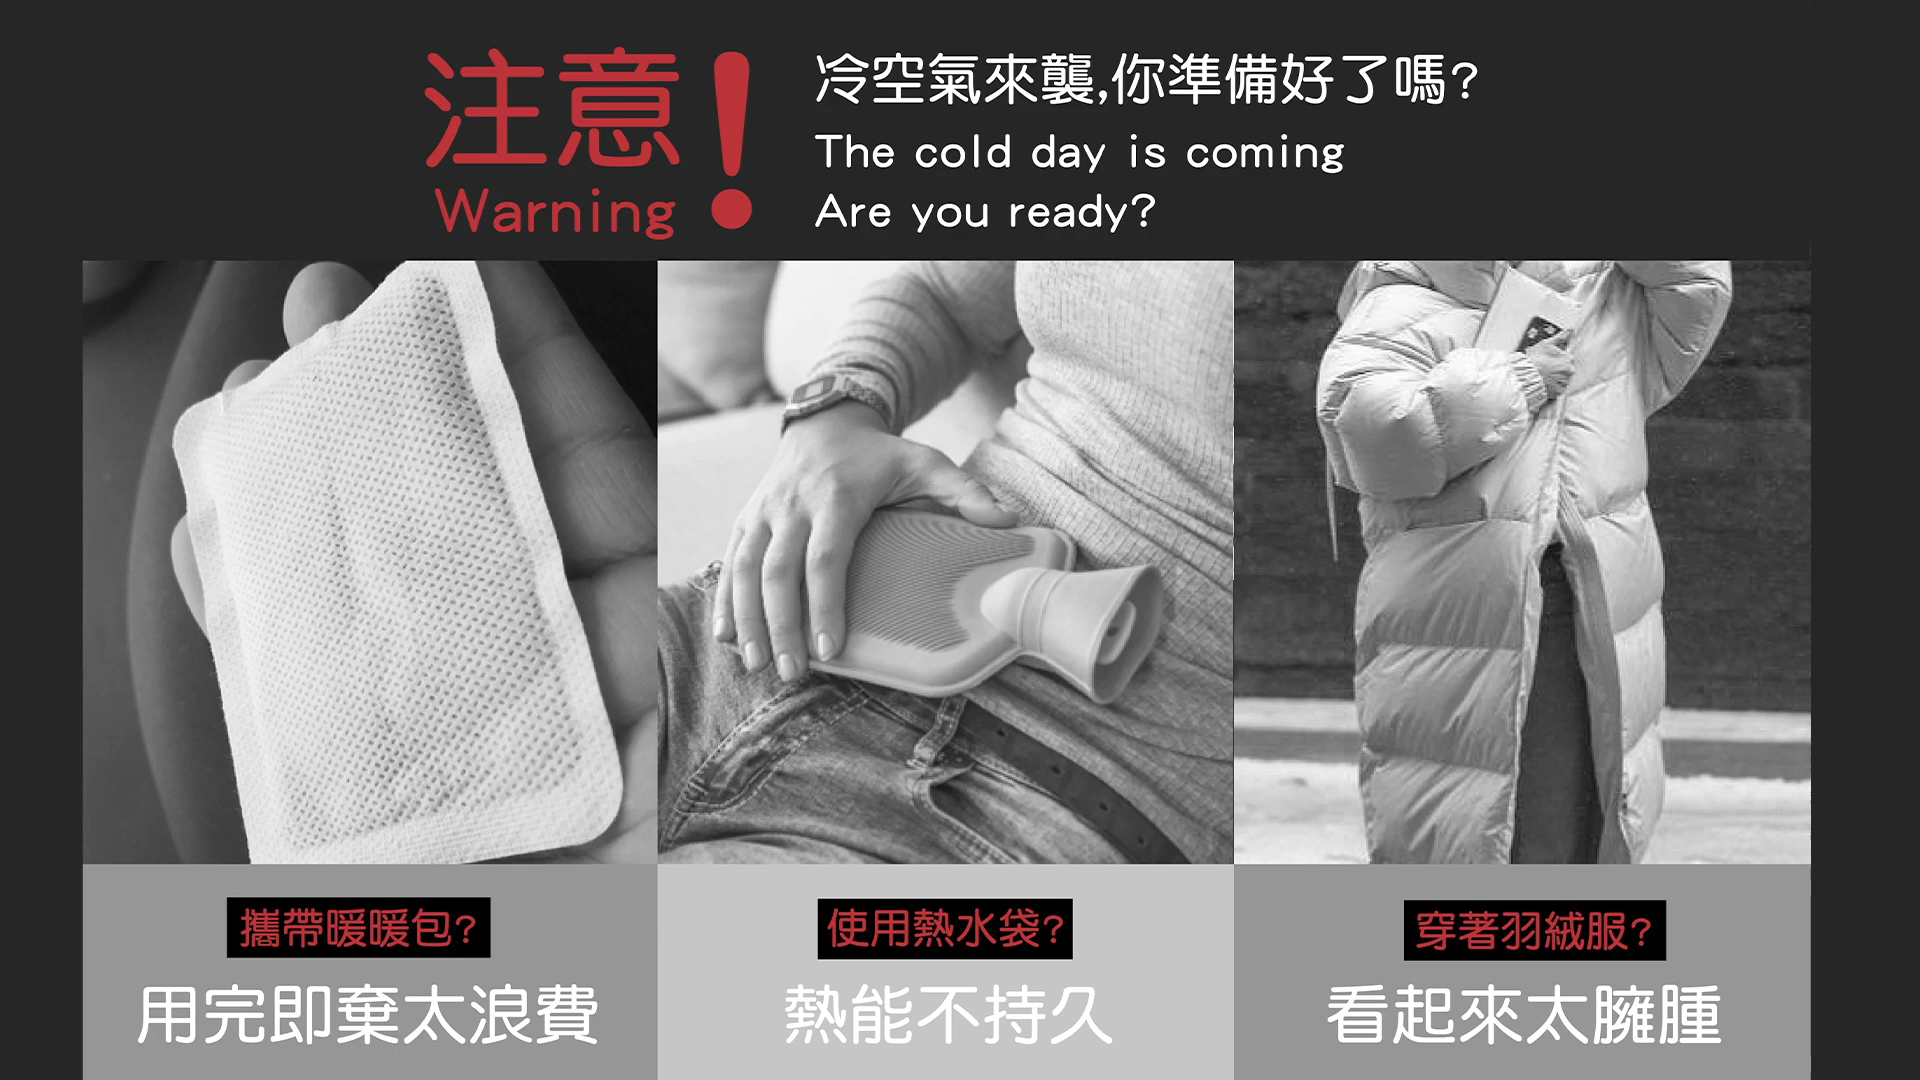 注意!
Warning
冷空氣來襲,你準備好了嗎?
The cold day is coming
Are you ready?
攜帶暖暖包?
用完即棄太浪費
使用熱水袋?
熱能不持久
穿著羽絨服?
看起來太臃腫